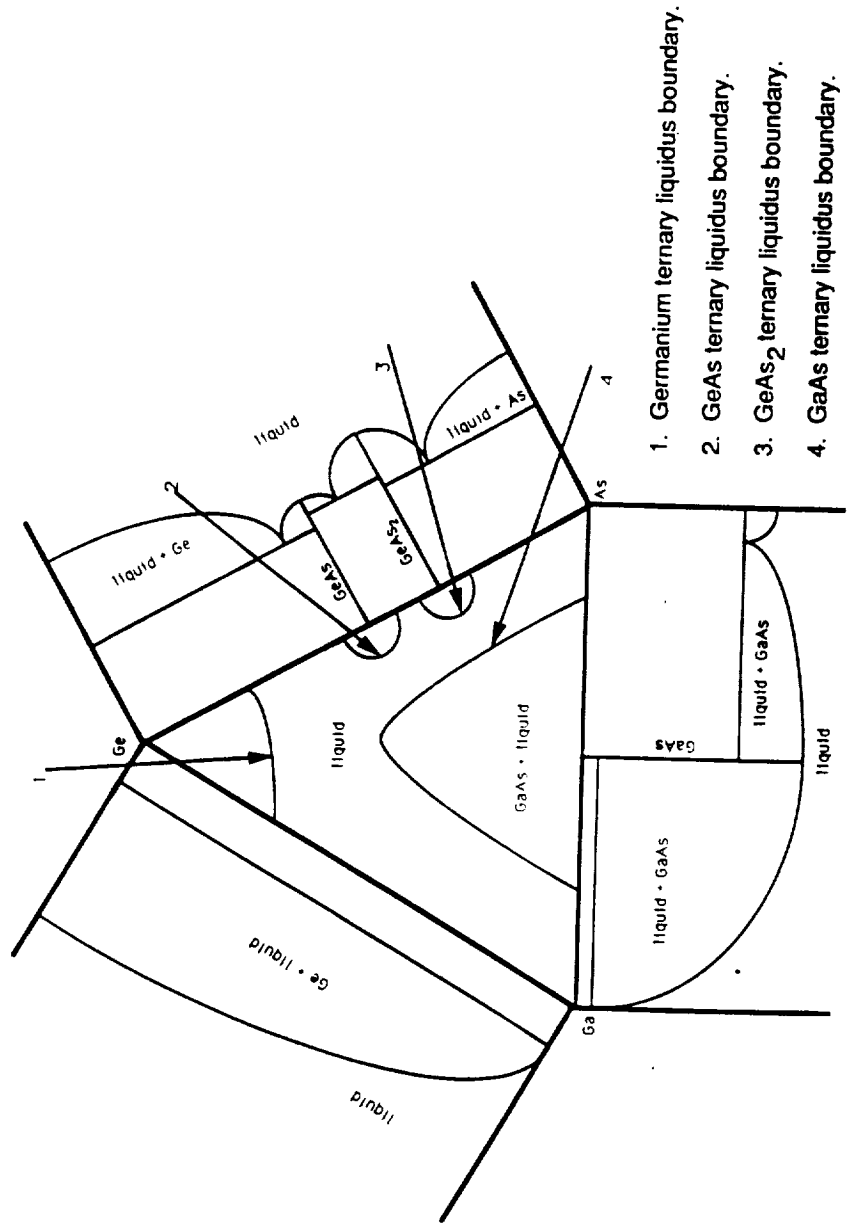 1
Ge
liquid + Ge
2
liquid
GeAs
GeAs2
3
liquid + As
4
As
Ge + liquid
liquid
liquid
GaAs + liquid
Ga
liquid + GaAs
GaAs
liquid + GaAs
liquid
1. Germanium ternary liquidus boundary.
2. GeAs ternary liquidus boundary.
3. GeAs2 ternary liquidus boundary.
4. GaAs ternary liquidus boundary.